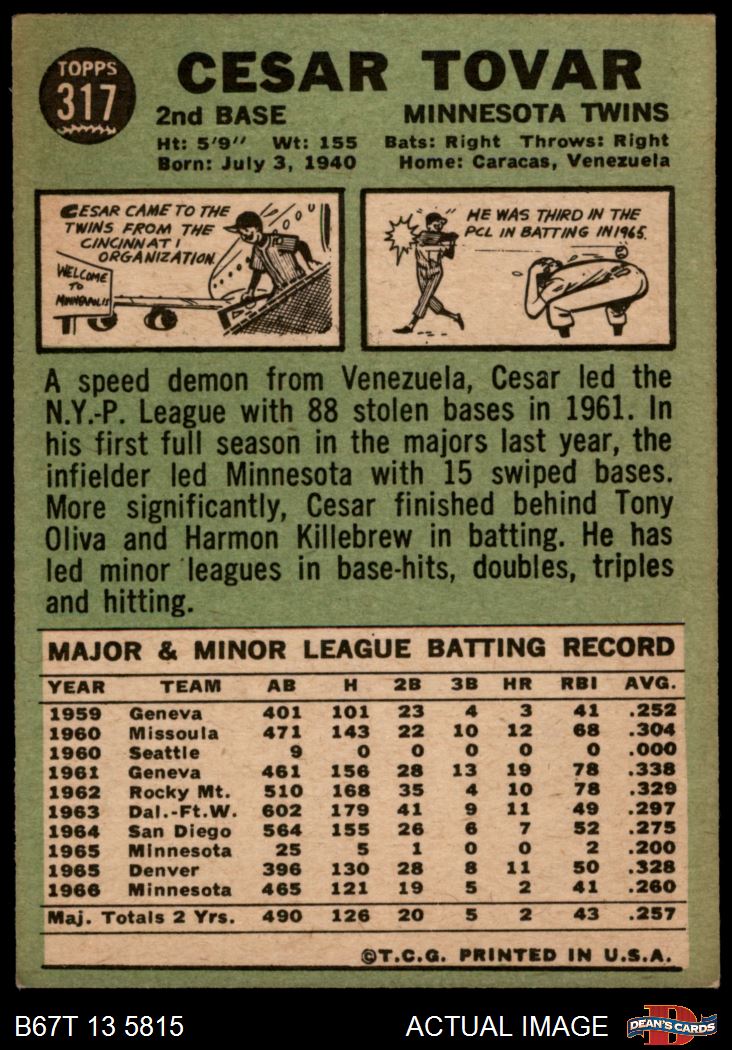 TOPPS
317
CESAR TOVAR
2nd BASE MINNESOTA TWINS
Ht: 5'9" Wt: 155 Bats: Right Throws: Right
Born: July 3, 1940 Home: Caracas, Venezuela
CESAR CAME TO THE
TWINS FROM THE
CINCINNATI
ORGANIZATION.
WELCOME
TO
MINNEAPOLIS
HE WAS THIRD IN THE
PCL IN BATTING IN 1965.
A speed demon from Venezuela, Cesar led the
N.Y.-P. League with 88 stolen bases in 1961. In
his first full season in the majors last year, the
infielder led Minnesota with 15 swiped bases.
More significantly, Cesar finished behind Tony
Oliva and Harmon Killebrew in batting. He has
led minor leagues in base-hits, doubles, triples
and hitting.
MAJOR & MINOR LEAGUE BATTING RECORD
YEAR TEAM AB H 2B 3B HR RBI AVG.
1959 Geneva 401 101 23 4 3 41 .252
1960 Missoula 471 143 22 10 12 68 .304
1960 Seattle 9 0 0 0 0 0 .000
1961 Geneva 461 156 28 13 19 78 .338
1962 Rocky Mt. 510 168 35 4 10 78 .329
1963 Dal.-Ft.W. 602 179 41 9 11 49 .297
1964 San Diego 564 155 26 6 7 52 .275
1965 Minnesota 25 5 1 0 0 2 .200
1965 Denver 396 130 28 8 11 50 .328
1966 Minnesota 465 121 19 5 2 41 .260
Maj. Totals 2 Yrs. 490 126 20 5 2 43 .257
©T.C.G. PRINTED IN U.S.A.
B67T 13 5815 ACTUAL IMAGE
DEAN'S CARDS